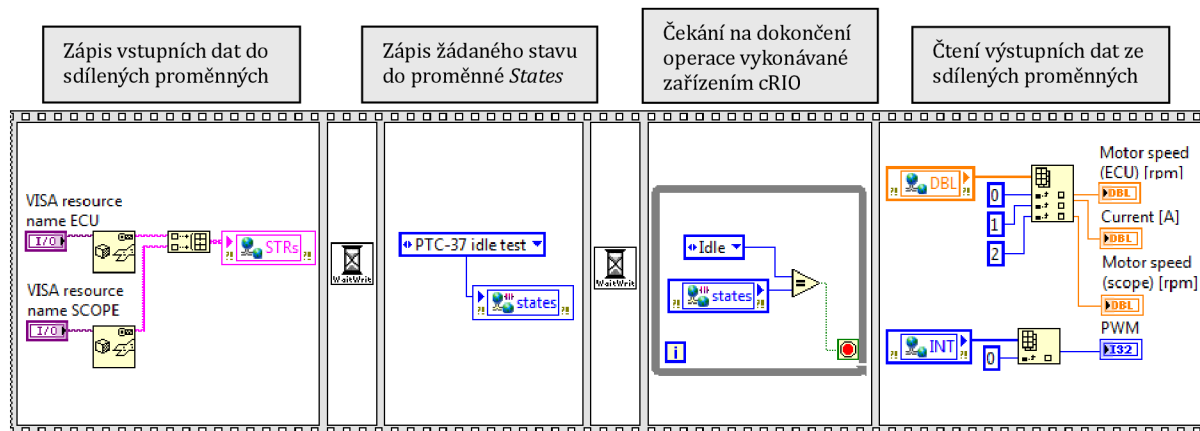 Zápis vstupních dat do
sdílených proměnných
Zápis žádaného stavu
do proměnné States
Čekání na dokončení
operace vykonávané
zařízením cRIO
Čtení výstupních dat ze
sdílených proměnných
VISA resource
name ECU
I/O
STRs
VISA resource
name SCOPE
I/O
WaitWrit
PTC-37 idle test
states
WaitWrit
Idle
states
=
i
DBL
0
1
2
Motor speed
(ECU) [rpm]
DBL
Current [A]
DBL
Motor speed
(scope) [rpm]
DBL
INT
0
PWM
I32